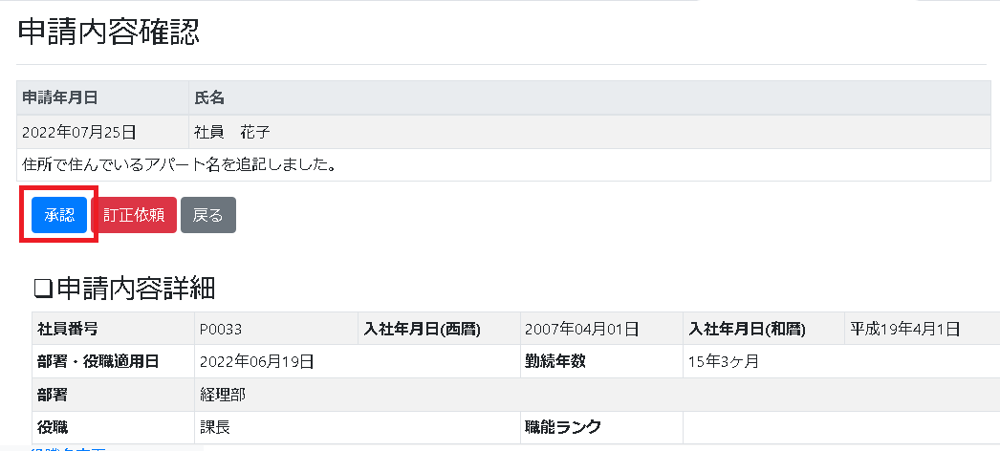 申請内容確認
申請年月日 氏名
2022年07月25日 社員　花子
住所で住んでいるアパート名を追記しました。
承認 訂正依頼 戻る
❏申請内容詳細
社員番号 P0033 入社年月日(西暦) 2007年04月01日 入社年月日(和暦) 平成19年4月1日
部署・役職適用日 2022年06月19日 勤続年数 15年3ケ月
部署 経理部
役職 課長 職能ランク